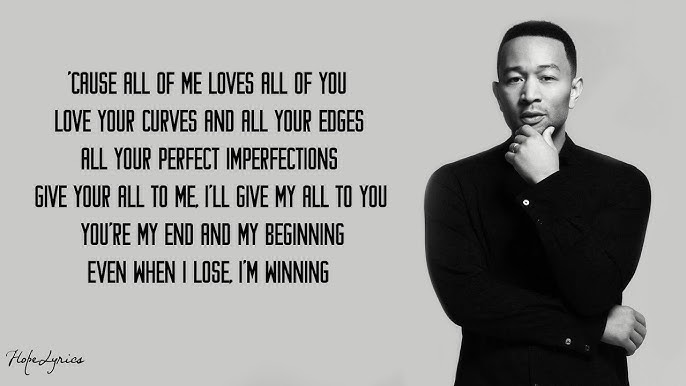 'CAUSE ALL OF ME LOVES ALL OF YOU
LOVE YOUR CURVES AND ALL YOUR EDGES
ALL YOUR PERFECT IMPERFECTIONS
GIVE YOUR ALL TO ME, I'LL GIVE MY ALL TO YOU
YOU'RE MY END AND MY BEGINNING
EVEN WHEN I LOSE, I'M WINNING
HopeLyrics